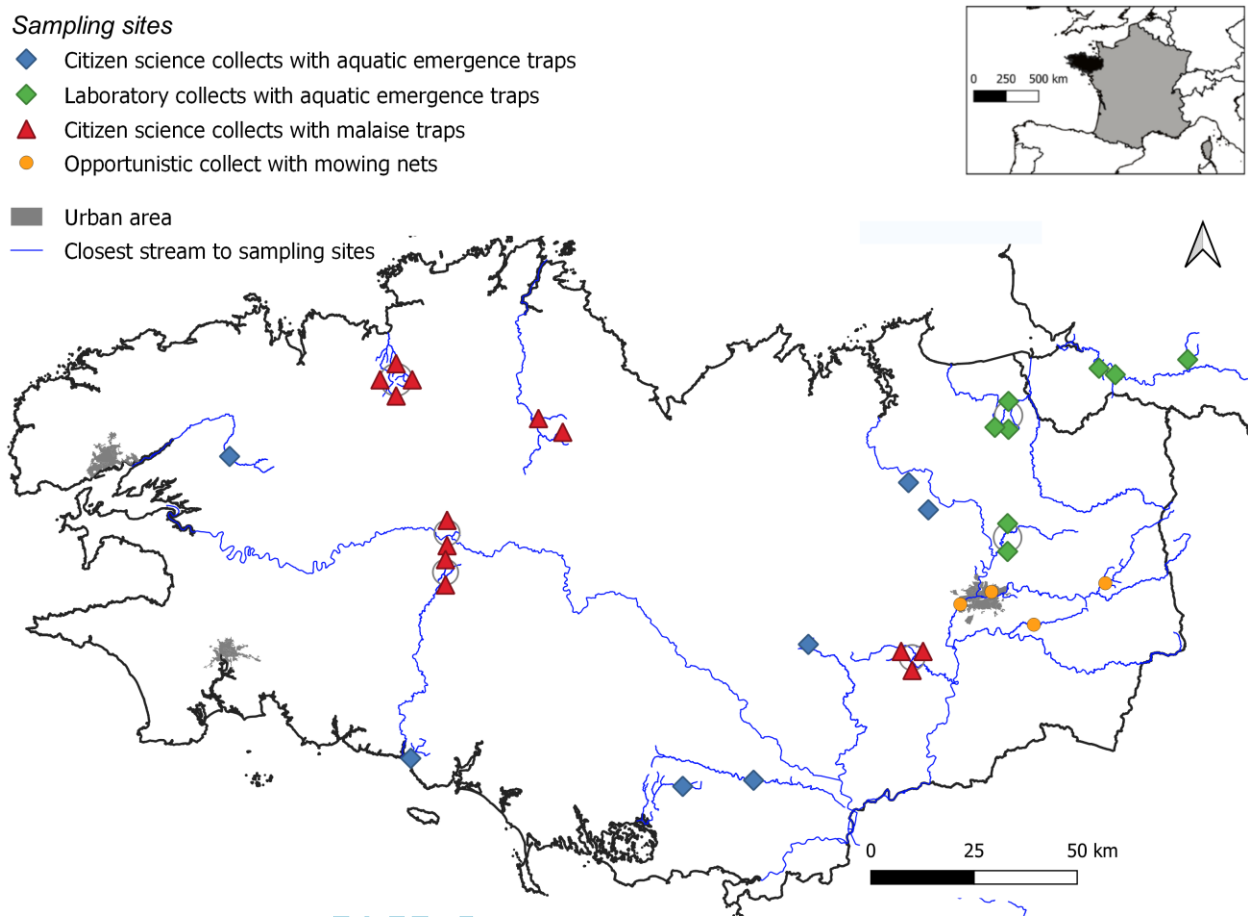 Sampling sites
Citizen science collects with aquatic emergence traps
Laboratory collects with aquatic emergence traps
Citizen science collects with malaise traps
Opportunistic collect with mowing nets
Urban area
Closest stream to sampling sites
0 250 500 km
0 25 50 km